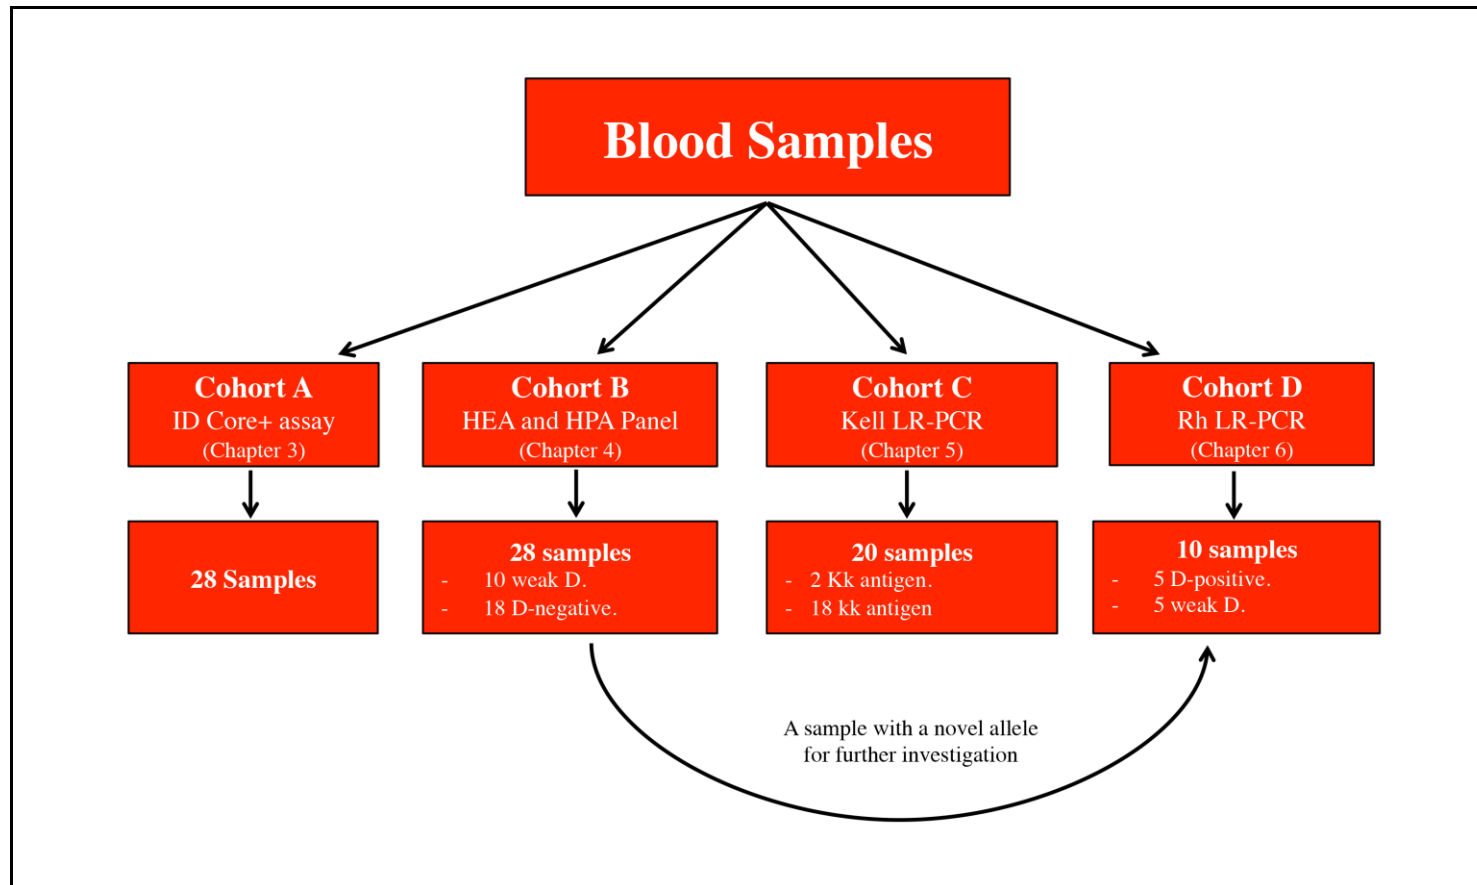 Blood Samples
Cohort A
ID Core+ assay
(Chapter 3)
Cohort B
HEA and HPA Panel
(Chapter 4)
Cohort C
Kell LR-PCR
(Chapter 5)
Cohort D
Rh LR-PCR
(Chapter 6)
28 Samples
28 samples
- 10 weak D.
- 18 D-negative.
20 samples
- 2 Kk antigen.
- 18 kk antigen
10 samples
- 5 D-positive.
- 5 weak D.
A sample with a novel allele
for further investigation